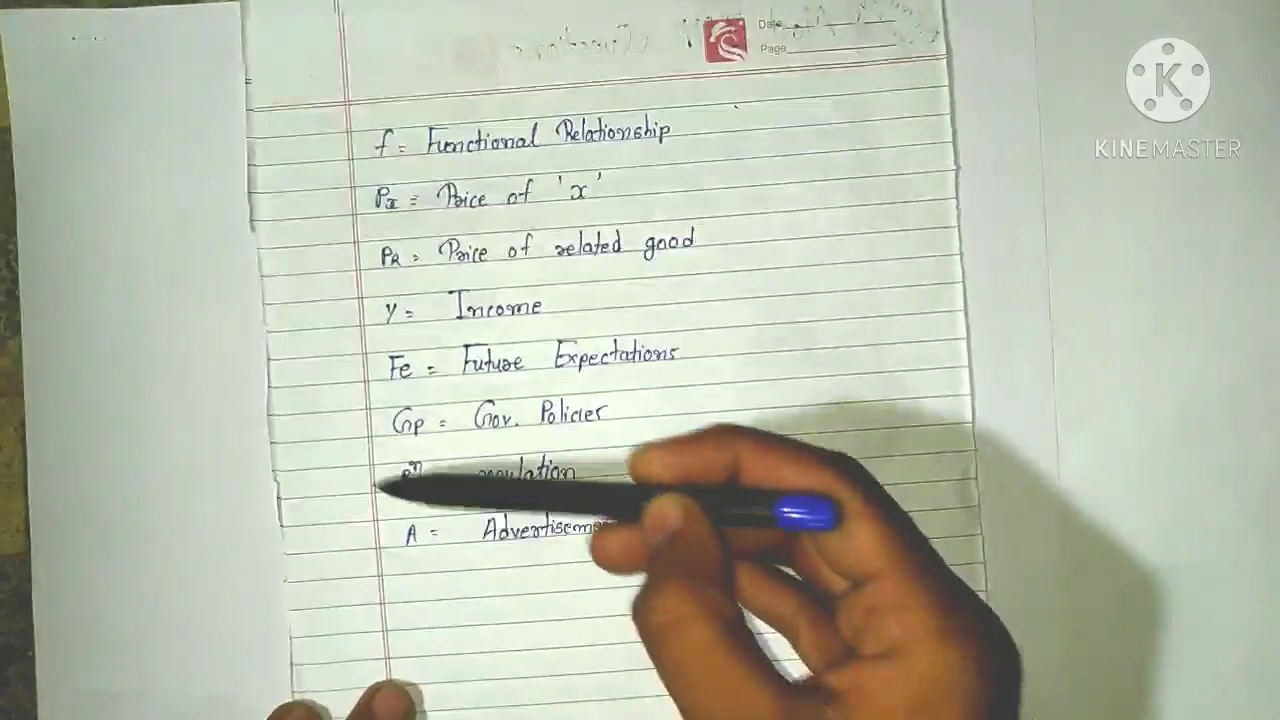 Date
Page
K
KINEMASTER
f = Functional Relationship
Px = Price of 'x'
PR = Price of related good
Y = Income
Fe = Future Expectations
Gp = Gov. Policies
Pⁿ
A =